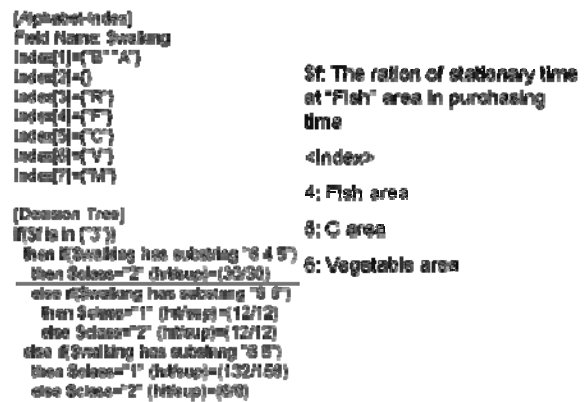 [Alphabet-Index]
Field Name: $walking
Index[1]={"B""A"}
Index[2]={}
Index[3]={"R"}
Index[4]={"F"}
Index[5]={"C"}
Index[6]={"V"}
Index[7]={"M"}
[Decision Tree]
if($f is in {"3"})
then if($walking has substring "6 4 5")
then $class="2" (hit/sup)=(30/30)
else if($walking has substring
then $class="1" (hit/sup)=(12/12)
else $class="2" (hit/sup)=(12/12)
else if($walking has substring
then $class="1" (hit/sup)=(132/156)
else $class="2" (hit/sup)=(6/6)
$f: The ration of stationary time
at "Fish" area in purchasing
time
<Index>
4: Fish area
5: C area
6: Vegetable area